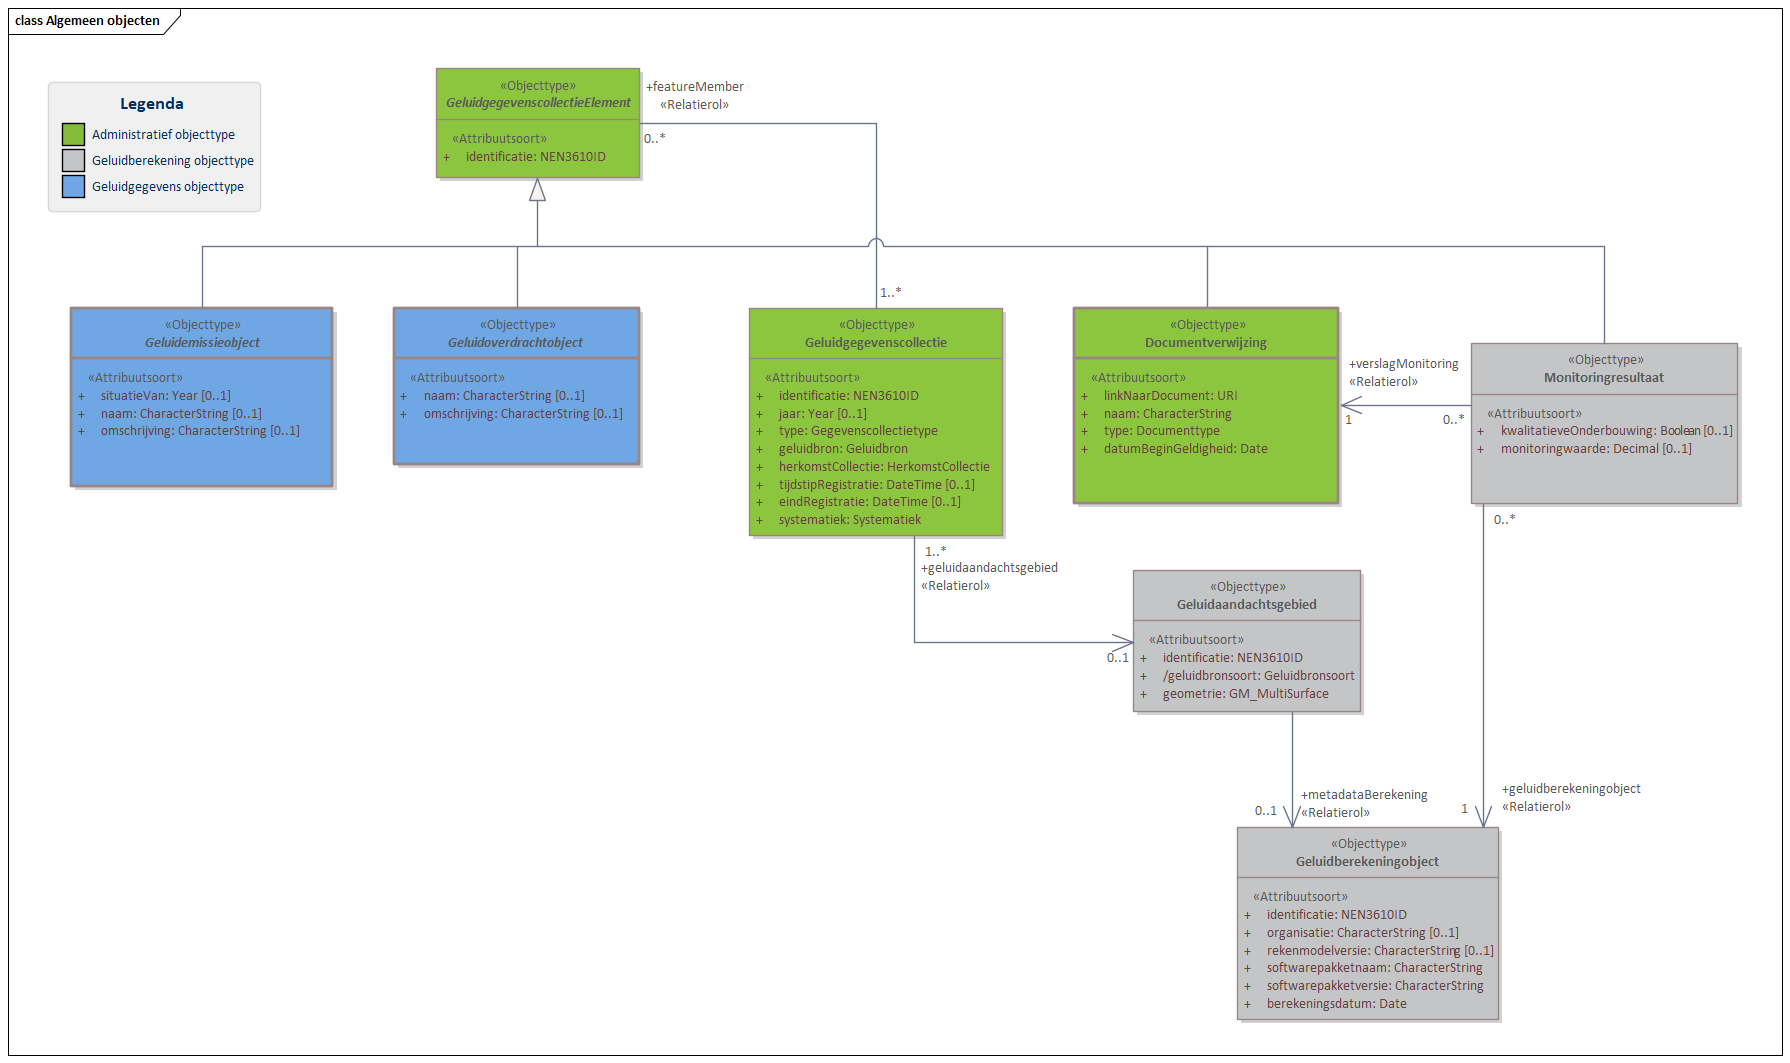 class Algemeen objecten
Legenda
Administratief objecttype
Geluidberekening objecttype
Geluidgegevens objecttype
«Objecttype»
GeluidgegevenscollectieElement
«Attribuutsoort»
+ identificatie: NEN3610ID
+featureMember
«Relatierol»
0..*
1..*
«Objecttype»
Geluidemissieobject
«Attribuutsoort»
+ situatieVan: Year [0..1]
+ naam: CharacterString [0..1]
+ omschrijving: CharacterString [0..1]
«Objecttype»
Geluidoverdrachtobject
«Attribuutsoort»
+ naam: CharacterString [0..1]
+ omschrijving: CharacterString [0..1]
«Objecttype»
Geluidgegevenscollectie
«Attribuutsoort»
+ identificatie: NEN3610ID
+ jaar: Year [0..1]
+ type: Gegevenscollectietype
+ geluidbron: Geluidbron
+ herkomstCollectie: HerkomstCollectie
+ tijdstipRegistratie: DateTime [0..1]
+ eindRegistratie: DateTime [0..1]
+ systematiek: Systematiek
«Objecttype»
Documentverwijzing
«Attribuutsoort»
+ linkNaarDocument: URI
+ naam: CharacterString
+ type: Documenttype
+ datumBeginGeldigheid: Date
+verslagMonitoring
«Relatierol»
1
0..*
«Objecttype»
Monitoringresultaat
«Attribuutsoort»
+ kwalitatieveOnderbouwing: Boolean [0..1]
+ monitoringwaarde: Decimal [0..1]
0..*
1..*
+geluidaandachtsgebied
«Relatierol»
0..1
«Objecttype»
Geluidaandachtsgebied
«Attribuutsoort»
+ identificatie: NEN3610ID
+ /geluidbronsoort: Geluidbronsoort
+ geometrie: GM_MultiSurface
+metadataBerekening
0..1
«Relatierol»
+geluidberekeningobject
1
«Relatierol»
«Objecttype»
Geluidberekeningobject
«Attribuutsoort»
+ identificatie: NEN3610ID
+ organisatie: CharacterString [0..1]
+ rekenmodelversie: CharacterString [0..1]
+ softwarepakketnaam: CharacterString
+ softwarepakketversie: CharacterString
+ berekeningsdatum: Date